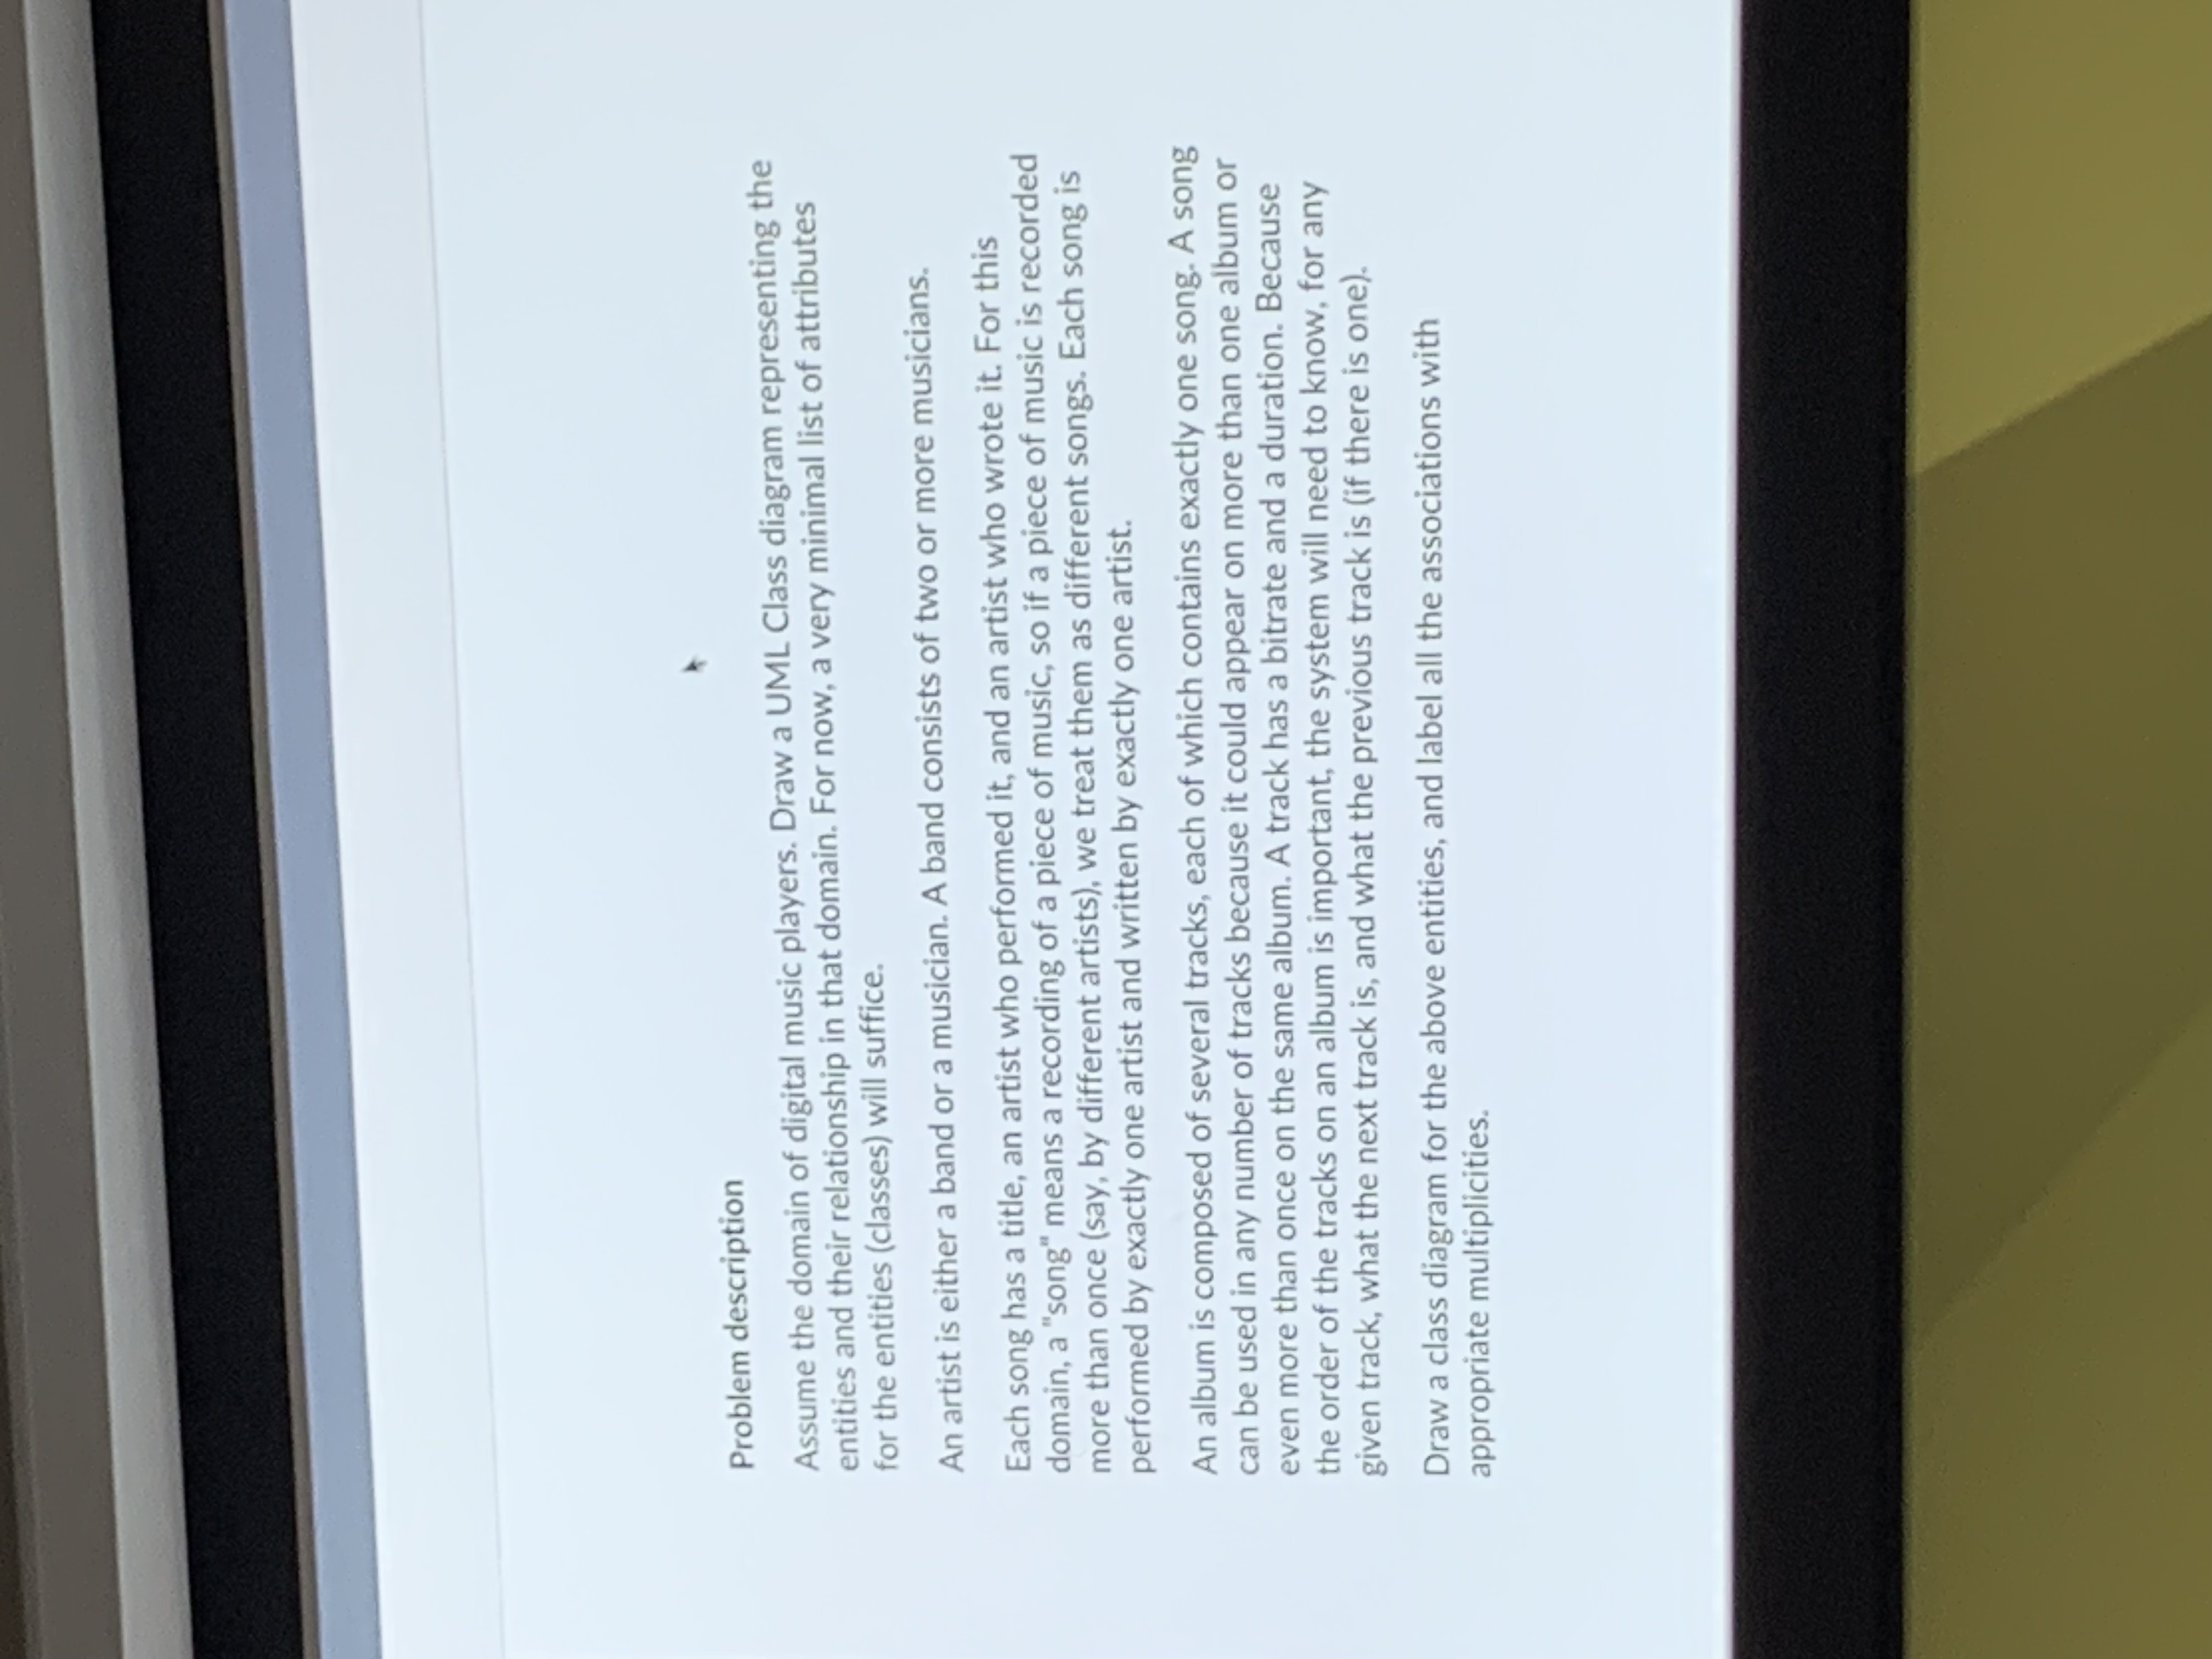 Problem description
Assume the domain of digital music players. Draw a UML Class diagram representing the
entities and their relationship in that domain. For now, a very minimal list of attributes
for the entities (classes) will suffice.
An artist is either a band or a musician. A band consists of two or more musicians.
Each song has a title, an artist who performed it, and an artist who wrote it. For this
domain, a "song" means a recording of a piece of music, so if a piece of music is recorded
more than once (say, by different artists), we treat them as different songs. Each song is
performed by exactly one artist and written by exactly one artist.
An album is composed of several tracks, each of which contains exactly one song. A song
can be used in any number of tracks because it could appear on more than one album or
even more than once on the same album. A track has a bitrate and a duration. Because
the order of the tracks on an album is important, the system will need to know, for any
given track, what the next track is, and what the previous track is (if there is one).
Draw a class diagram for the above entities, and label all the associations with
appropriate multiplicities.